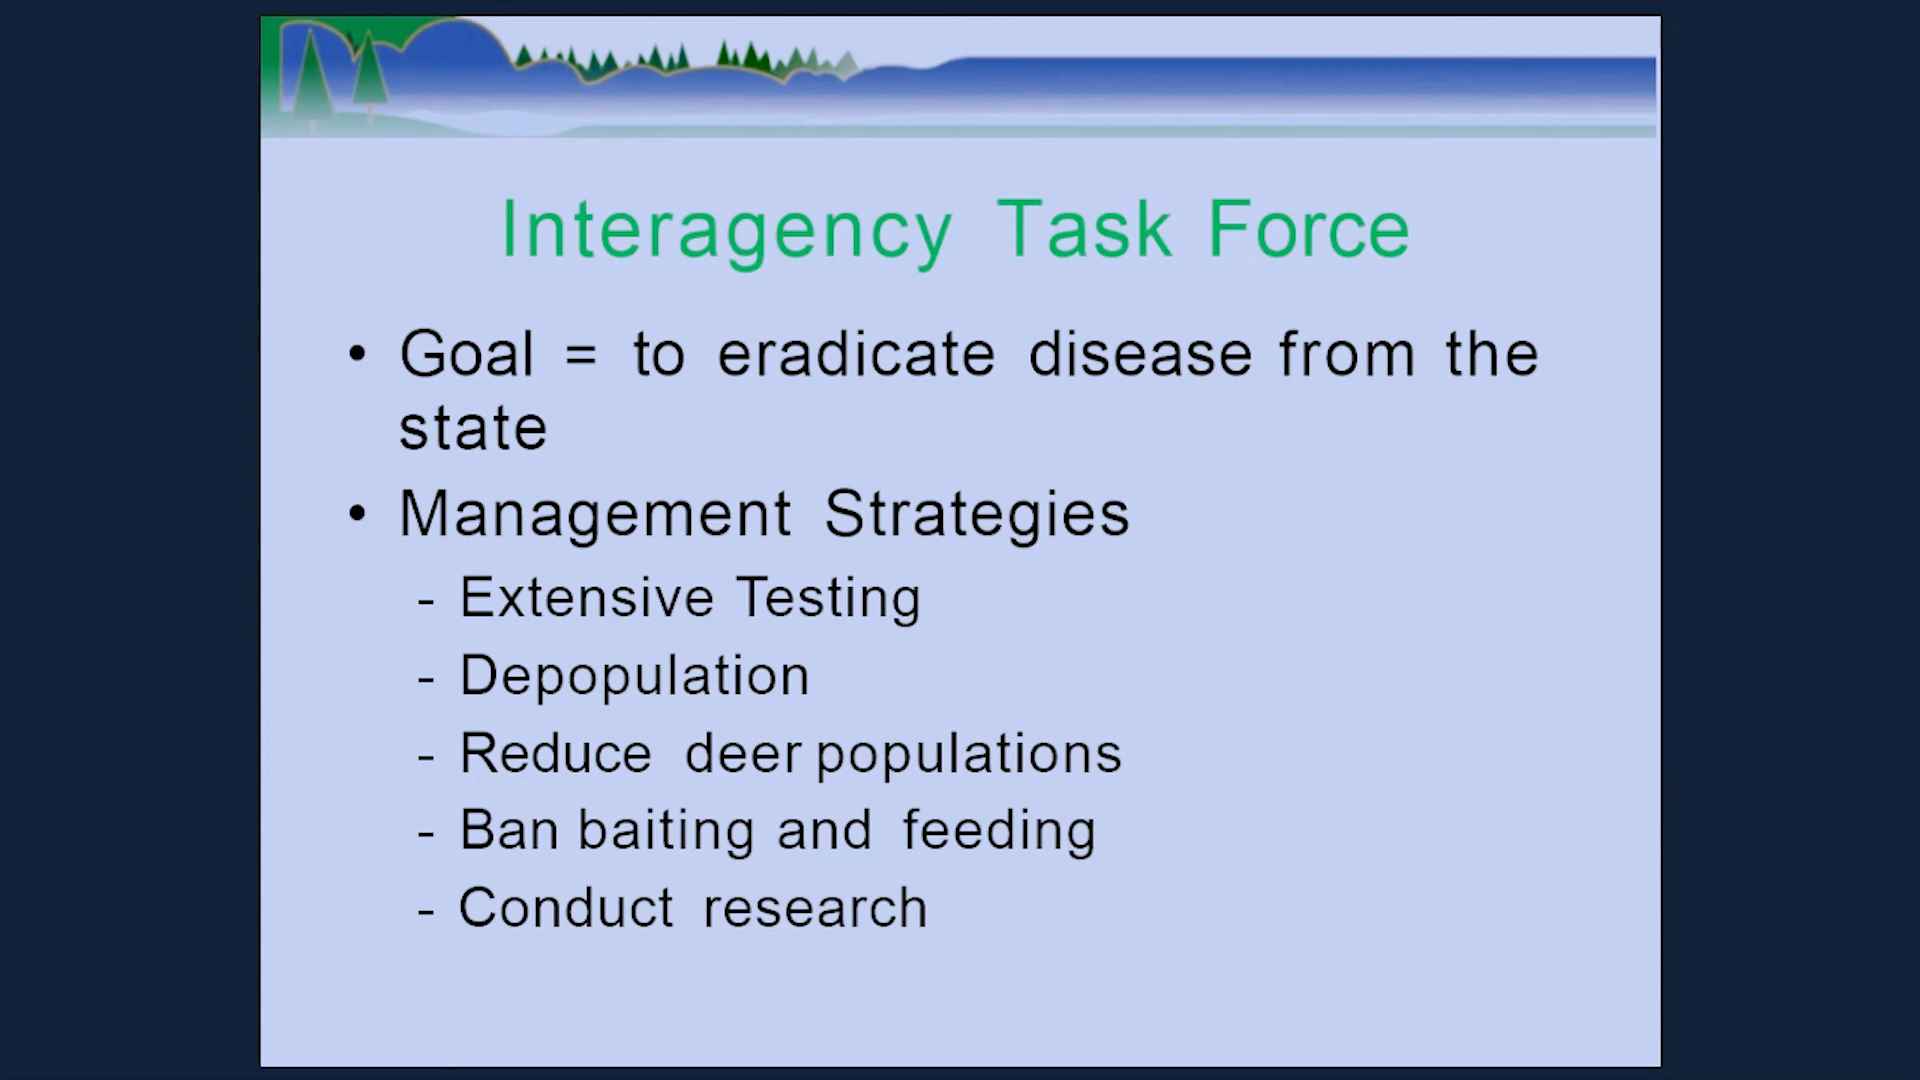 Interagency Task Force
• Goal = to eradicate disease from the
state
• Management Strategies
- Extensive Testing
- Depopulation
- Reduce deer populations
- Ban baiting and feeding
- Conduct research